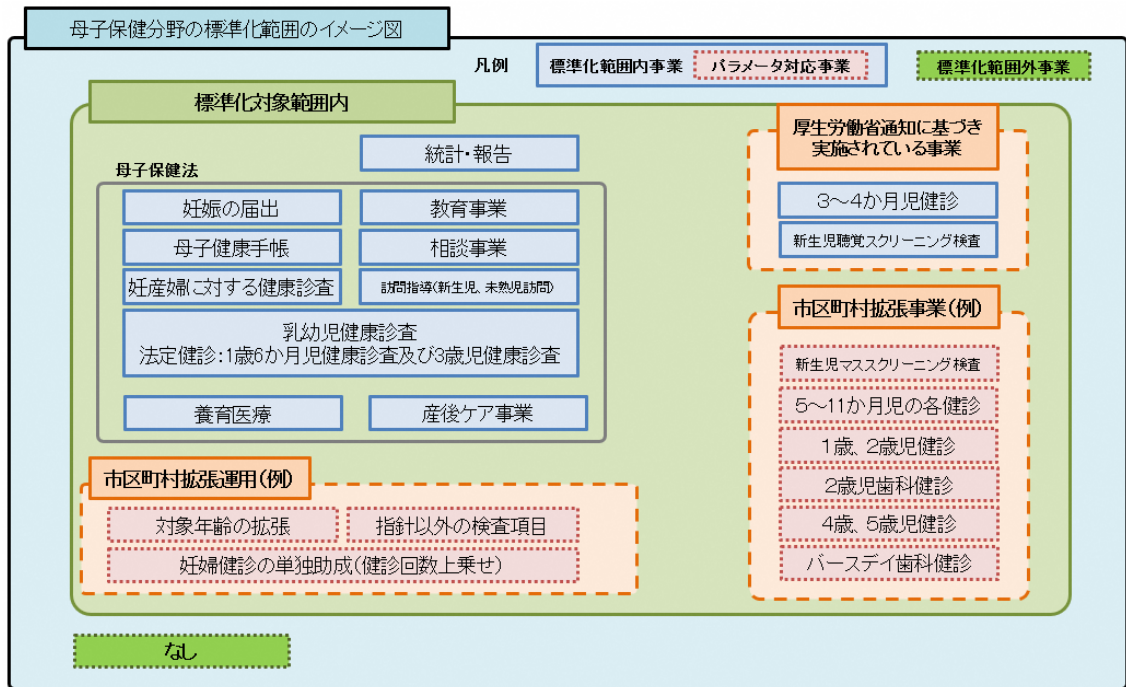 母子保健分野の標準化範囲のイメージ図
凡例
標準化範囲内事業
パラメータ対応事業
標準化範囲外事業
標準化対象範囲内
統計・報告
母子保健法
妊娠の届出
教育事業
母子健康手帳
相談事業
妊産婦に対する健康診査
訪問指導(新生児、未熟児訪問)
乳幼児健康診査
法定健診:1歳6か月児健康診査及び3歳児健康診査
養育医療
産後ケア事業
市区町村拡張運用(例)
対象年齢の拡張
指針以外の検査項目
妊婦健診の単独助成(健診回数上乗せ)
厚生労働省通知に基づき
実施されている事業
3~4か月児健診
新生児聴覚スクリーニング検査
市区町村拡張事業(例)
新生児マススクリーニング検査
5~11か月児の各健診
1歳、2歳児健診
2歳児歯科健診
4歳、5歳児健診
バースデイ歯科健診
なし